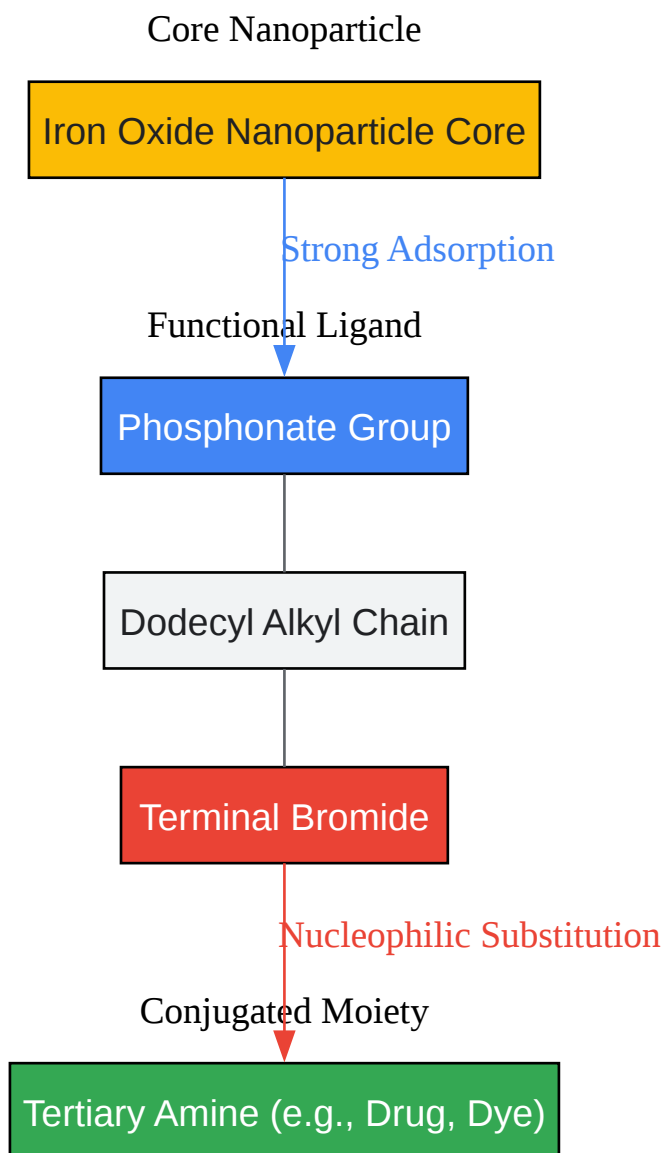 Core Nanoparticle
Iron Oxide Nanoparticle Core
Strong Adsorption
Functional Ligand
Phosphonate Group
Dodecyl Alkyl Chain
Terminal Bromide
Nucleophilic Substitution
Conjugated Moiety
Tertiary Amine (e.g., Drug, Dye)